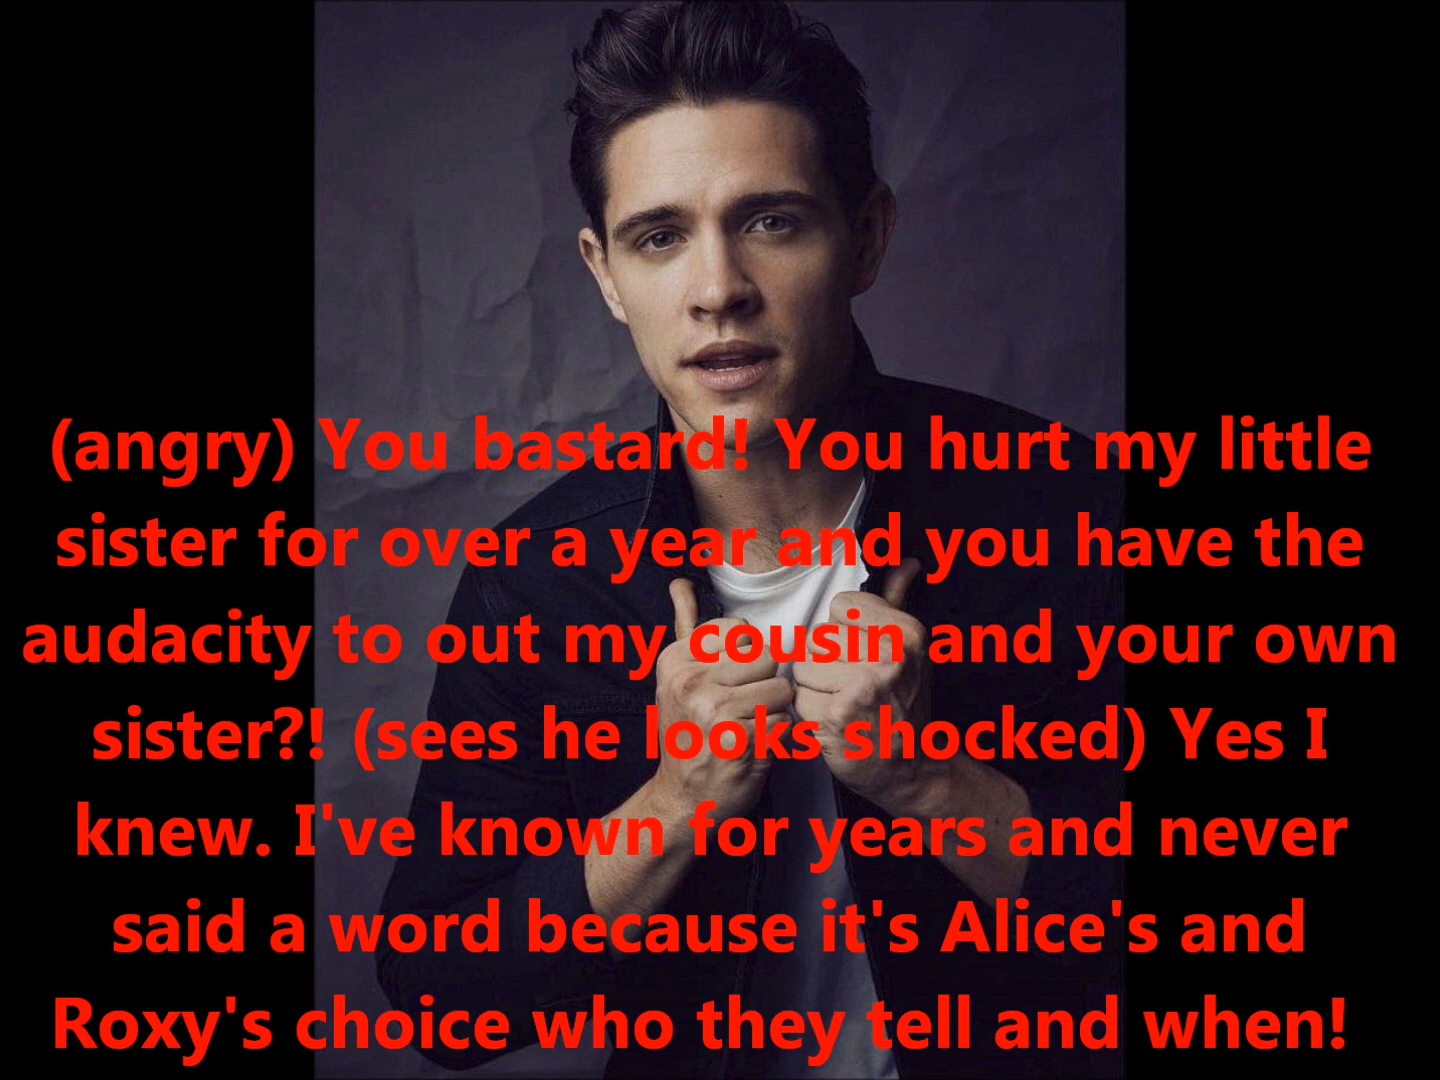 (angry) You bastard! You hurt my little
sister for over a year and you have the
audacity to out my cousin and your own
sister?! (sees he looks shocked) Yes I
knew. I've known for years and never
said a word because it's Alice's and
Roxy's choice who they tell and when!